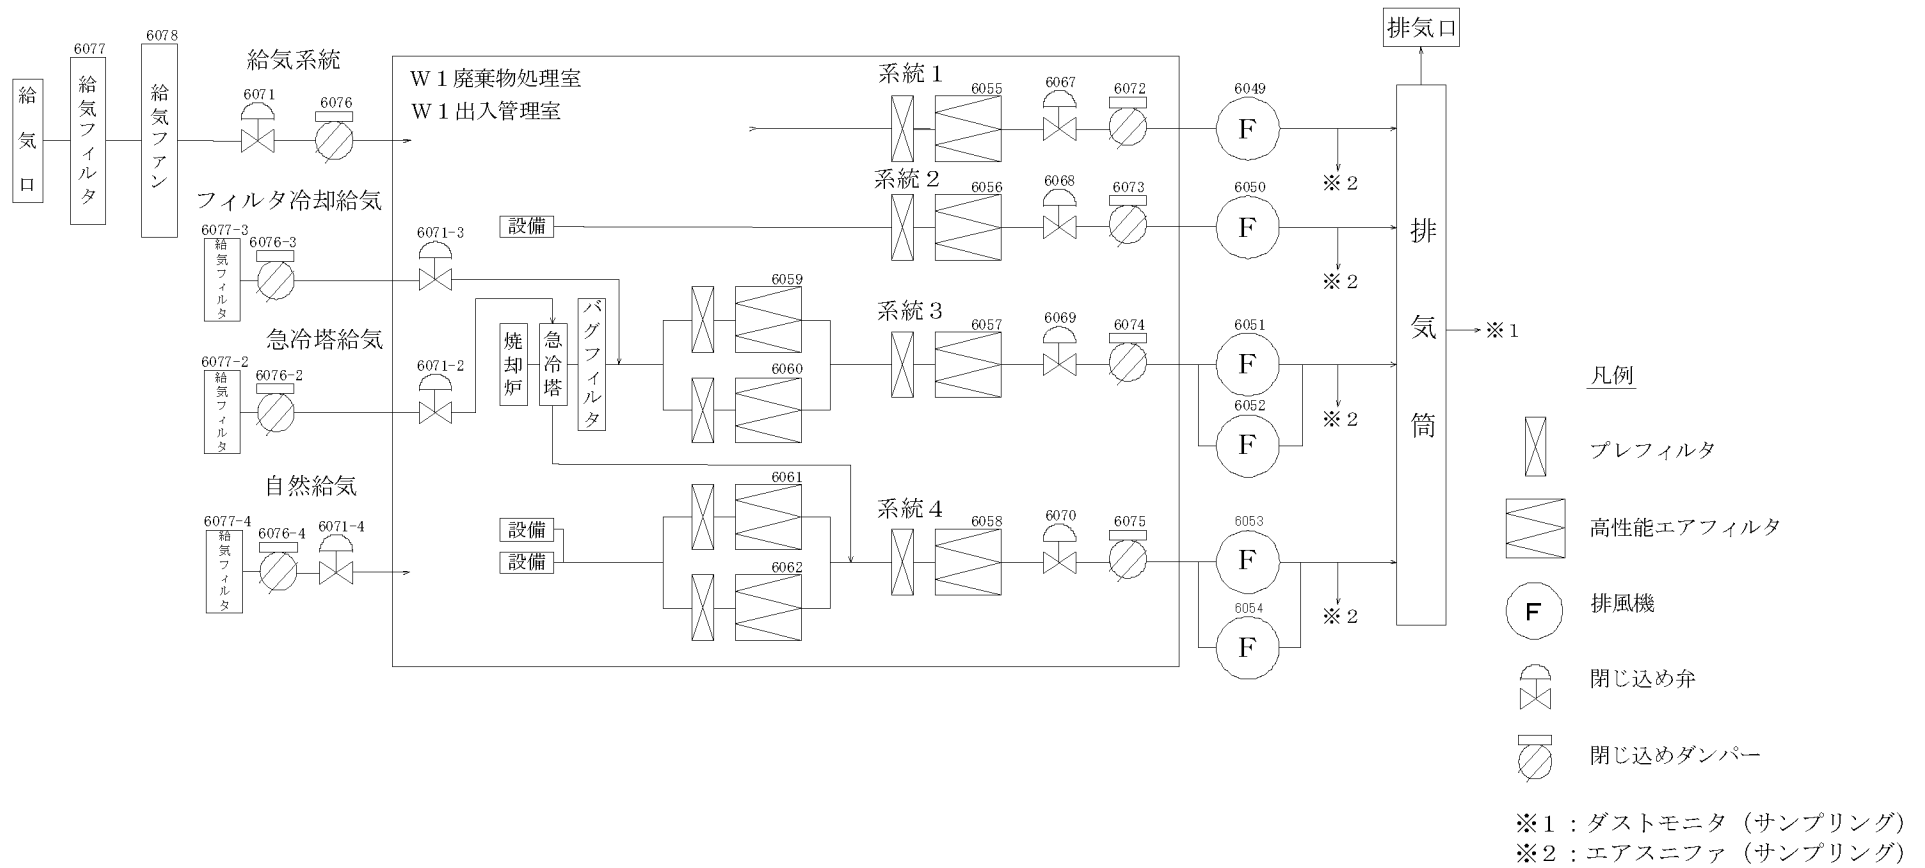 給気口
6077
給気フィルタ
6078
給気ファン
給気系統
6071
6076
W1廃棄物処理室
W1出入管理室
系統1
6055
6067
6072
6049
F
※2
排気口
排気筒
※1
フィルタ冷却給気
6077-3
給気フィルタ
6076-3
6071-3
設備
系統2
6056
6068
6073
6050
F
※2
急冷塔給気
6077-2
給気フィルタ
6076-2
6071-2
焼却炉
急冷塔
バグフィルタ
6059
6060
系統3
6057
6069
6074
6051
F
6052
F
※2
自然給気
6077-4
給気フィルタ
6076-4
6071-4
設備
設備
6061
6062
系統4
6058
6070
6075
6053
F
6054
F
※2
凡例
プレフィルタ
高性能エアフィルタ
F
排風機
閉じ込め弁
閉じ込めダンパー
※1：ダストモニタ（サンプリング）
※2：エアスニファ（サンプリング）